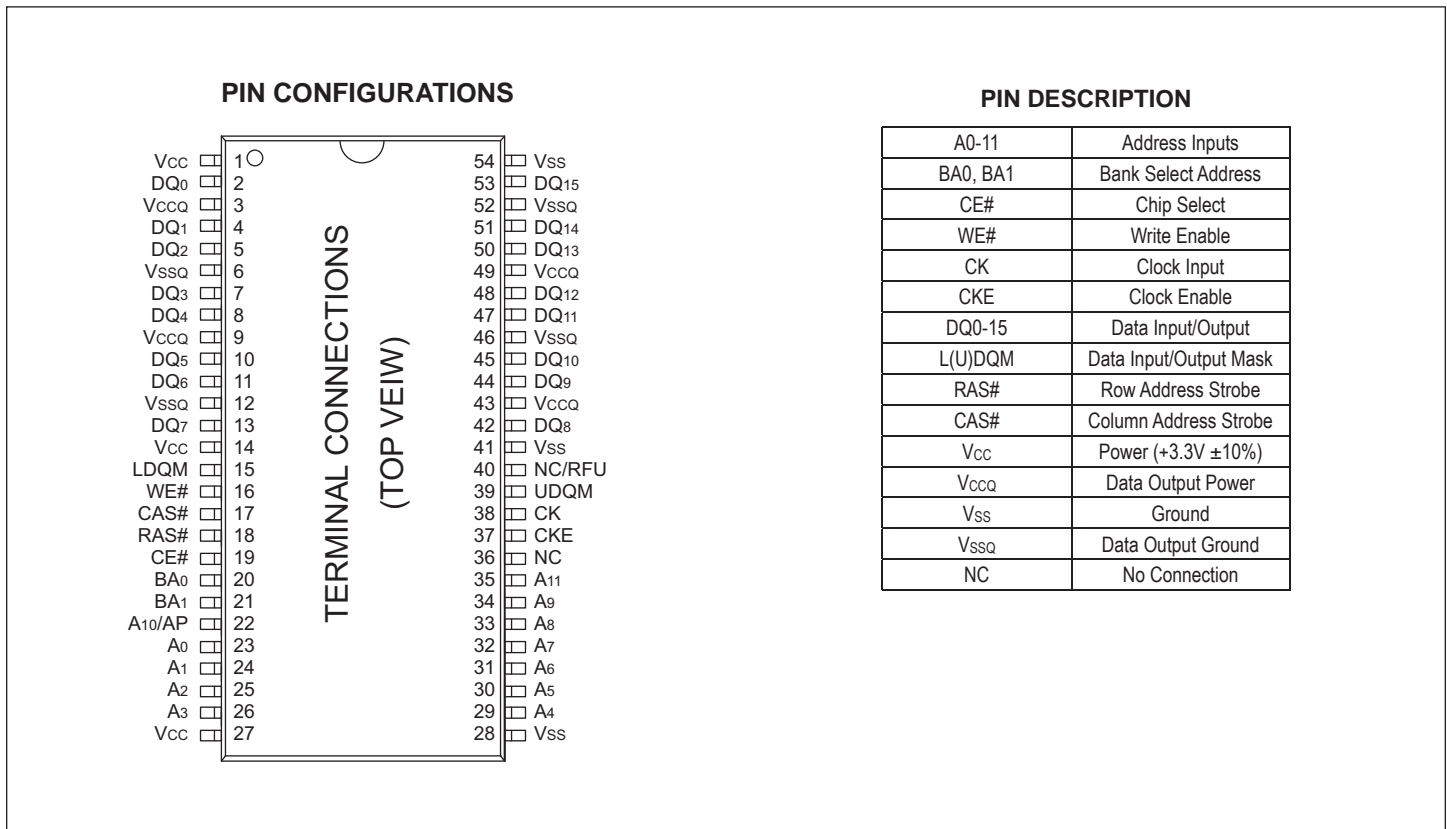 PIN CONFIGURATIONS
TERMINAL CONNECTIONS
(TOP VEIW)
Vcc 1 54 Vss
DQ0 2 53 DQ15
VccQ 3 52 VssQ
DQ1 4 51 DQ14
DQ2 5 50 DQ13
VssQ 6 49 VccQ
DQ3 7 48 DQ12
DQ4 8 47 DQ11
VccQ 9 46 VssQ
DQ5 10 45 DQ10
DQ6 11 44 DQ9
VssQ 12 43 VccQ
DQ7 13 42 DQ8
Vcc 14 41 Vss
LDQM 15 40 NC/RFU
WE# 16 39 UDQM
CAS# 17 38 CK
RAS# 18 37 CKE
CE# 19 36 NC
BA0 20 35 A11
BA1 21 34 A9
A10/AP 22 33 A8
A0 23 32 A7
A1 24 31 A6
A2 25 30 A5
A3 26 29 A4
Vcc 27 28 Vss
PIN DESCRIPTION
A0-11 Address Inputs
BA0, BA1 Bank Select Address
CE# Chip Select
WE# Write Enable
CK Clock Input
CKE Clock Enable
DQ0-15 Data Input/Output
L(U)DQM Data Input/Output Mask
RAS# Row Address Strobe
CAS# Column Address Strobe
Vcc Power (+3.3V ±10%)
VccQ Data Output Power
Vss Ground
VssQ Data Output Ground
NC No Connection